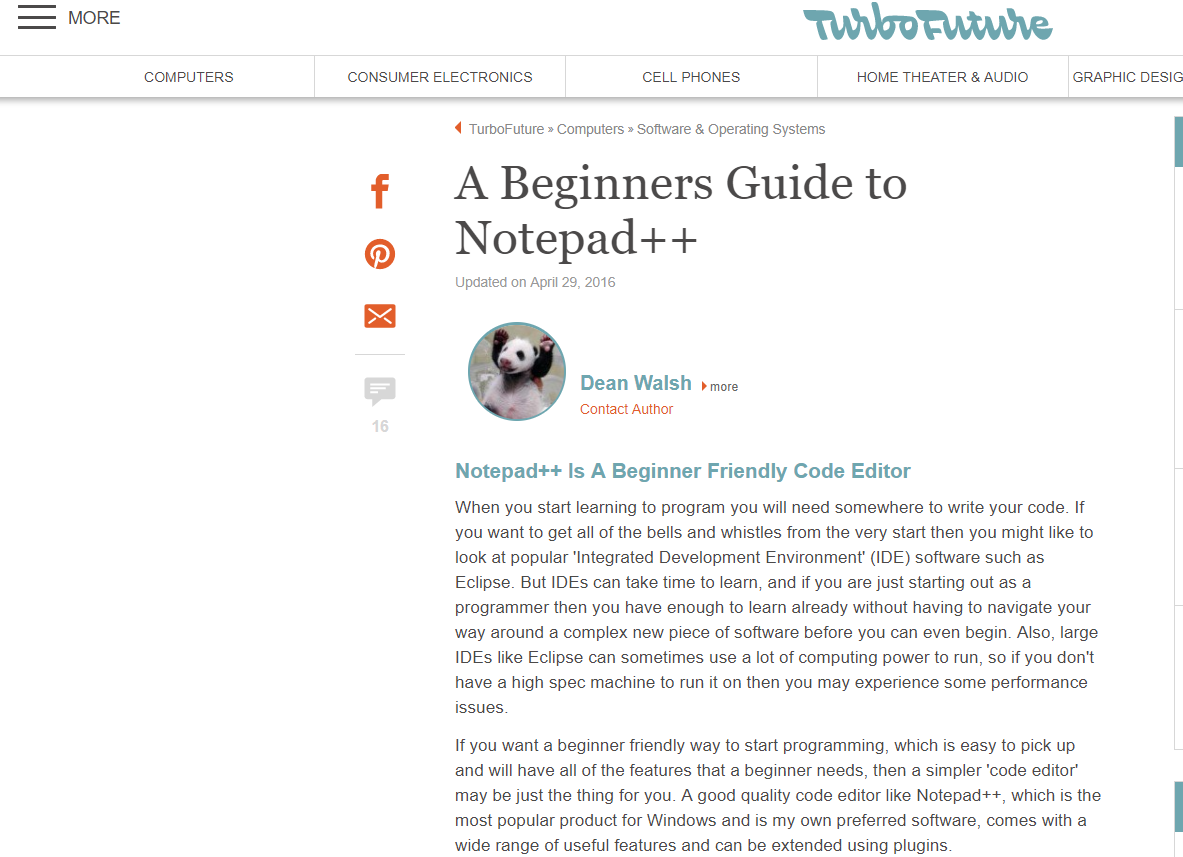 MORE
TurboFuture
COMPUTERS
CONSUMER ELECTRONICS
CELL PHONES
HOME THEATER & AUDIO
GRAPHIC DESIG
TurboFuture » Computers » Software & Operating Systems
A Beginners Guide to
Notepad++
Updated on April 29, 2016
Dean Walsh
more
Contact Author
16
Notepad++ Is A Beginner Friendly Code Editor
When you start learning to program you will need somewhere to write your code. If
you want to get all of the bells and whistles from the very start then you might like to
look at popular 'Integrated Development Environment' (IDE) software such as
Eclipse. But IDEs can take time to learn, and if you are just starting out as a
programmer then you have enough to learn already without having to navigate your
way around a complex new piece of software before you can even begin. Also, large
IDEs like Eclipse can sometimes use a lot of computing power to run, so if you don't
have a high spec machine to run it on then you may experience some performance
issues.
If you want a beginner friendly way to start programming, which is easy to pick up
and will have all of the features that a beginner needs, then a simpler 'code editor'
may be just the thing for you. A good quality code editor like Notepad++, which is the
most popular product for Windows and is my own preferred software, comes with a
wide range of useful features and can be extended using plugins.